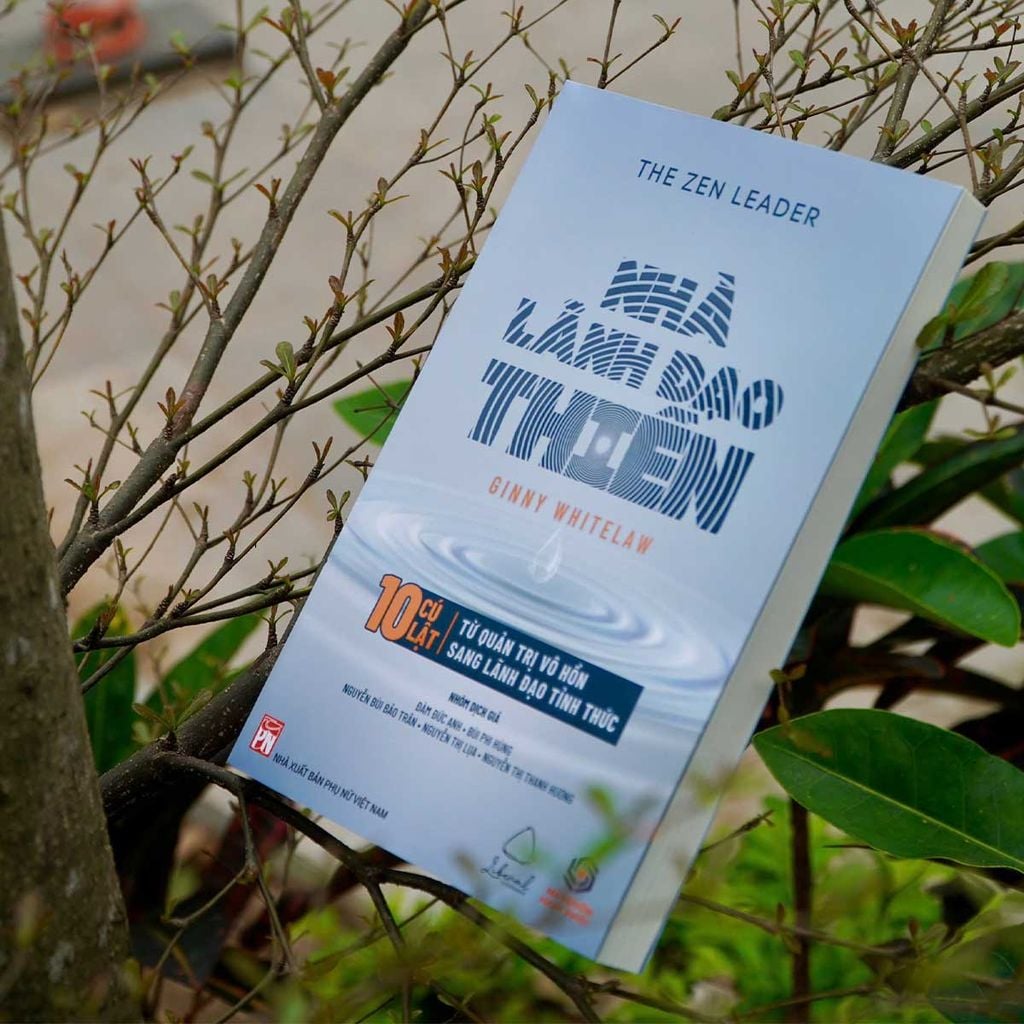 THE ZEN LEADER
NHÀ
LÃNH ĐẠO
THIỀN
GINNY WHITELAW
10 CÚ LẬT
TỪ QUẢN TRỊ VÔ HỒN
SANG LÃNH ĐẠO TỈNH THỨC
NHÓM DỊCH GIẢ
ĐÀM ĐỨC ANH • BÙI PHI HÙNG
NGUYỄN BÙI BẢO TRÂN • NGUYỄN THỊ LỤA • NGUYỄN THỊ THANH HƯƠNG
PN
NHÀ XUẤT BẢN PHỤ NỮ VIỆT NAM
Liberal